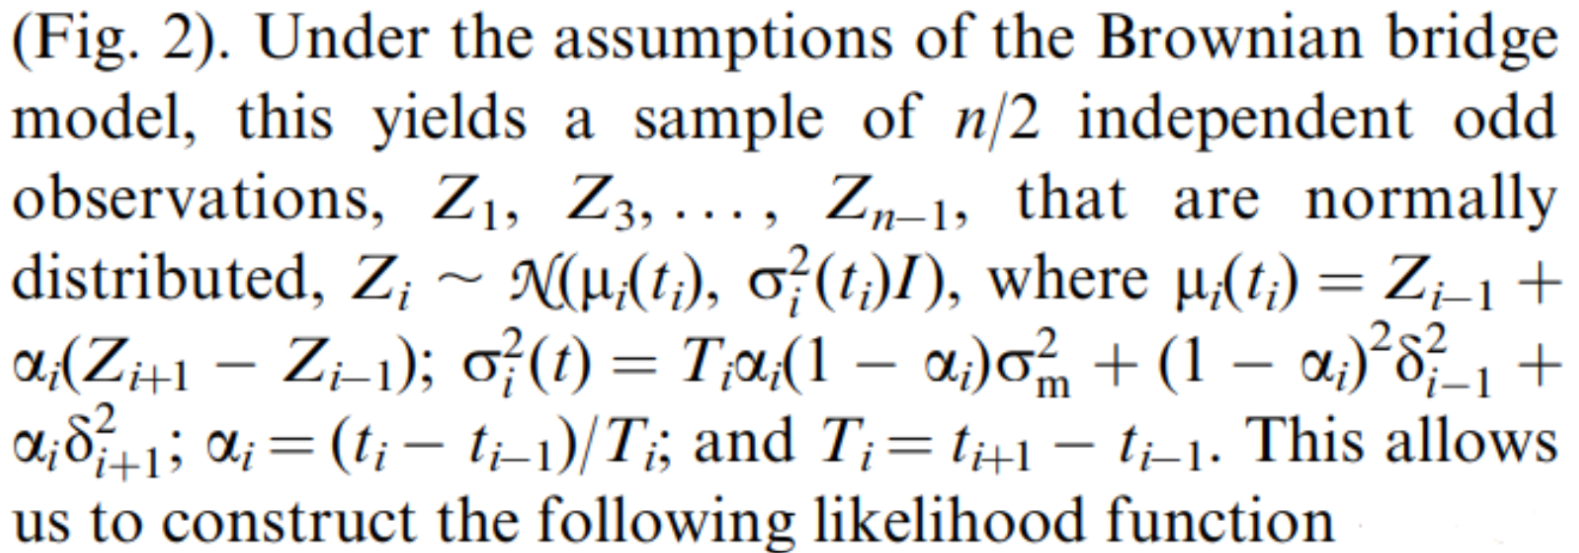 (Fig. 2). Under the assumptions of the Brownian bridge
model, this yields a sample of n/2 independent odd
observations, Z₁, Z₃, . . . , Zₙ₋₁, that are normally
distributed, Zᵢ ~ 𝒩(μᵢ(tᵢ), σᵢ²(tᵢ)I), where μᵢ(tᵢ) = Zᵢ₋₁ +
αᵢ(Zᵢ₊₁ − Zᵢ₋₁); σᵢ²(t) = Tᵢαᵢ(1 − αᵢ)σₘ² + (1 − αᵢ)²δᵢ₋₁² +
αᵢδᵢ₊₁²; αᵢ = (tᵢ − tᵢ₋₁)/Tᵢ; and Tᵢ = tᵢ₊₁ − tᵢ₋₁. This allows
us to construct the following likelihood function